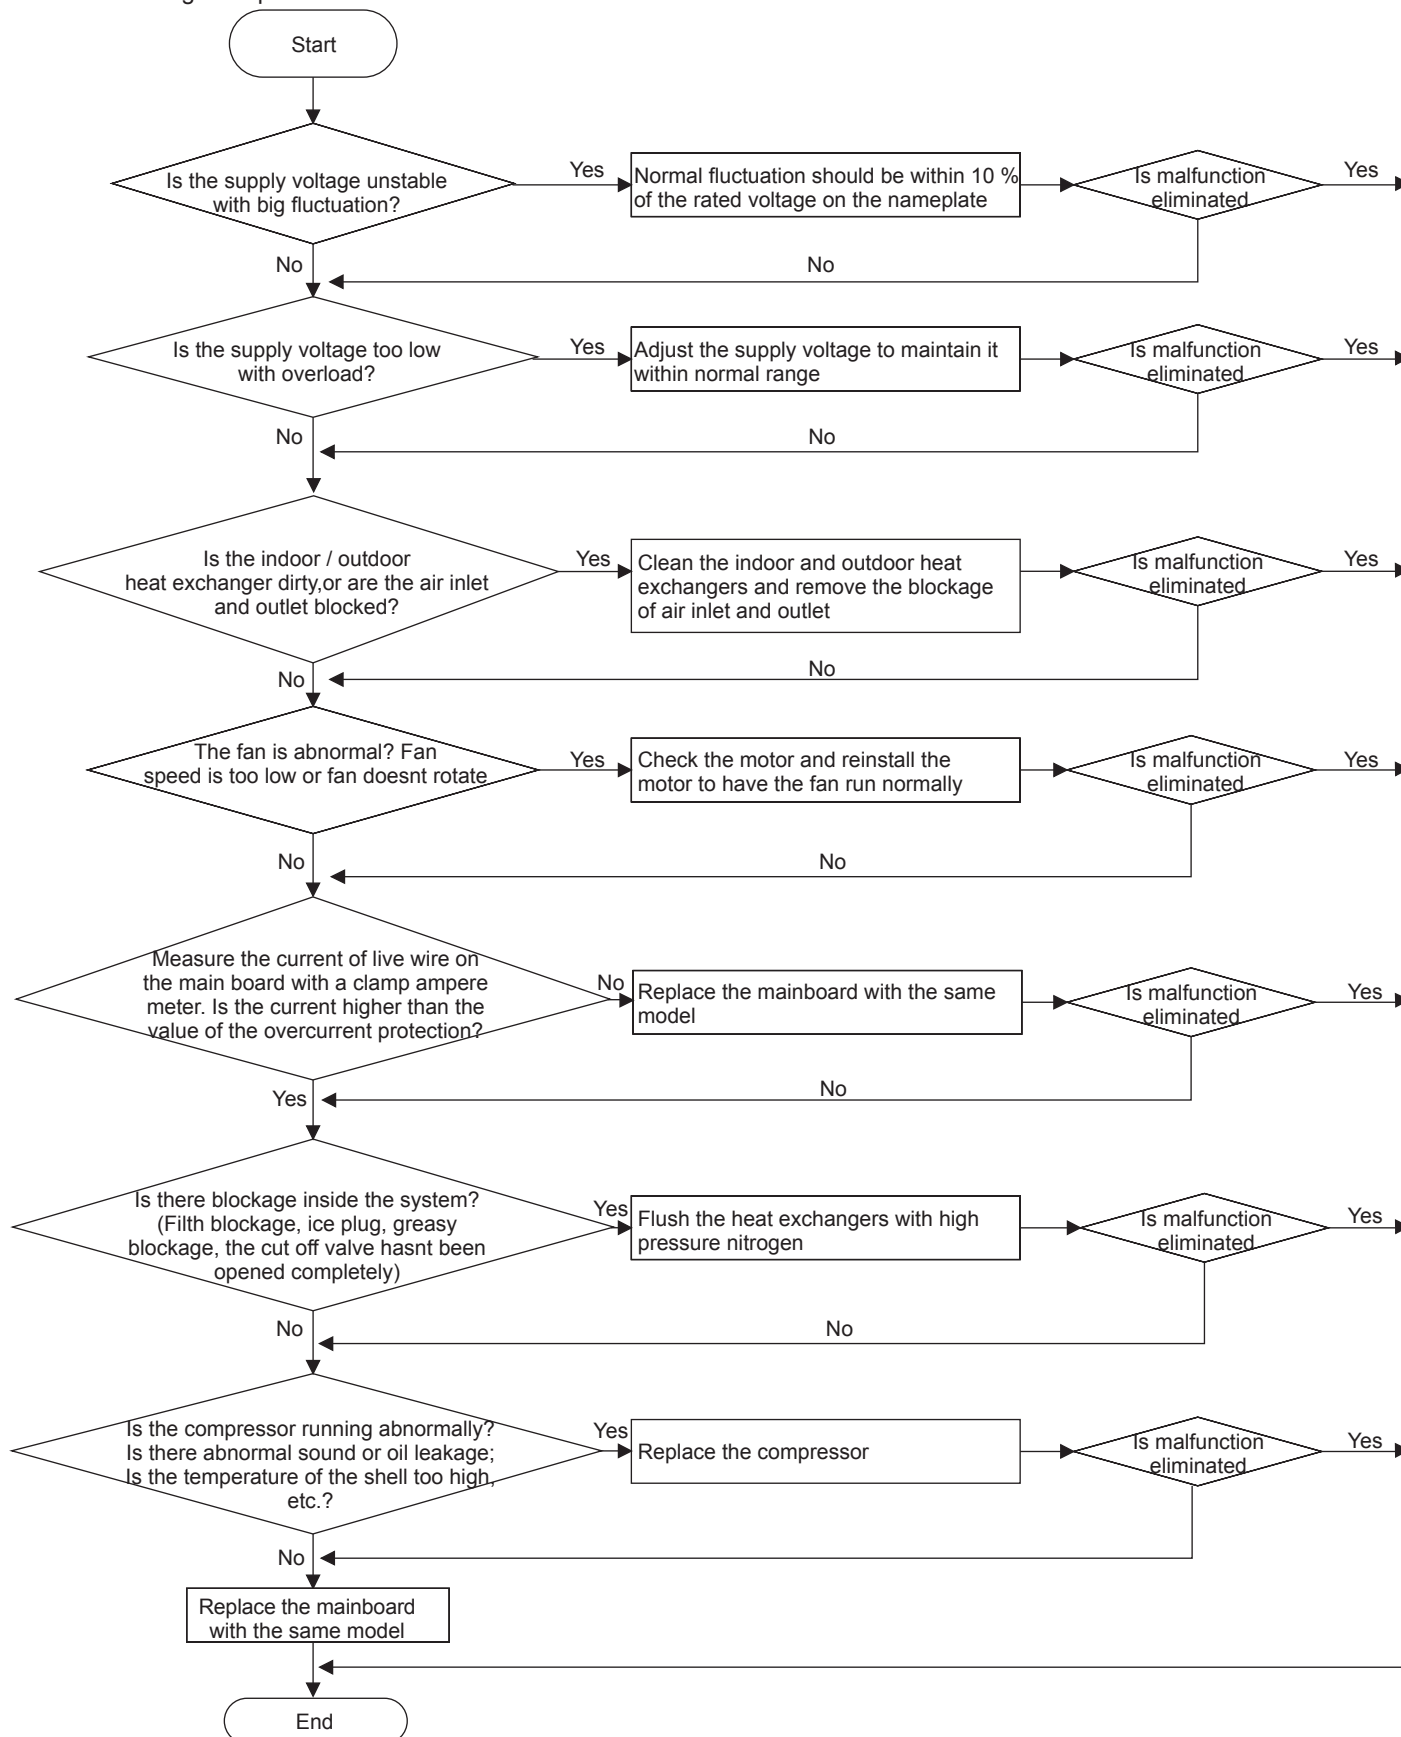 Start
Is the supply voltage unstable
with big fluctuation?
Yes
Normal fluctuation should be within 10 %
of the rated voltage on the nameplate
Is malfunction
eliminated
Yes
No
No
Is the supply voltage too low
with overload?
Yes
Adjust the supply voltage to maintain it
within normal range
Is malfunction
eliminated
Yes
No
No
Is the indoor / outdoor
heat exchanger dirty,or are the air inlet
and outlet blocked?
Yes
Clean the indoor and outdoor heat
exchangers and remove the blockage
of air inlet and outlet
Is malfunction
eliminated
Yes
No
No
The fan is abnormal? Fan
speed is too low or fan doesnt rotate
Yes
Check the motor and reinstall the
motor to have the fan run normally
Is malfunction
eliminated
Yes
No
No
Measure the current of live wire on
the main board with a clamp ampere
meter. Is the current higher than the
value of the overcurrent protection?
No
Replace the mainboard with the same
model
Is malfunction
eliminated
Yes
Yes
No
Is there blockage inside the system?
(Filth blockage, ice plug, greasy
blockage, the cut off valve hasnt been
opened completely)
Yes
Flush the heat exchangers with high
pressure nitrogen
Is malfunction
eliminated
Yes
No
No
Is the compressor running abnormally?
Is there abnormal sound or oil leakage;
Is the temperature of the shell too high,
etc.?
Yes
Replace the compressor
Is malfunction
eliminated
Yes
No
Replace the mainboard
with the same model
End